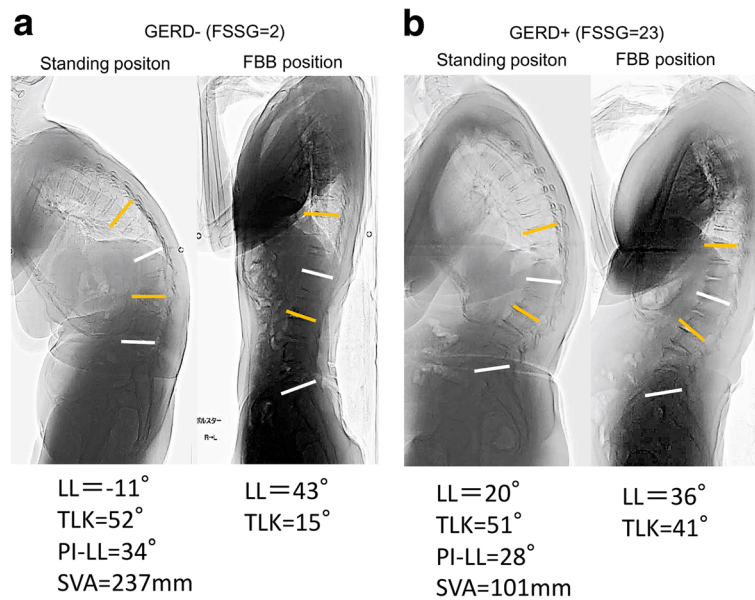 a
GERD- (FSSG=2)
Standing positon
FBB position
ボルスター
R→L
LL=-11°
TLK=52°
PI-LL=34°
SVA=237mm
LL=43°
TLK=15°
b
GERD+ (FSSG=23)
Standing positon
FBB position
LL=20°
TLK=51°
PI-LL=28°
SVA=101mm
LL=36°
TLK=41°